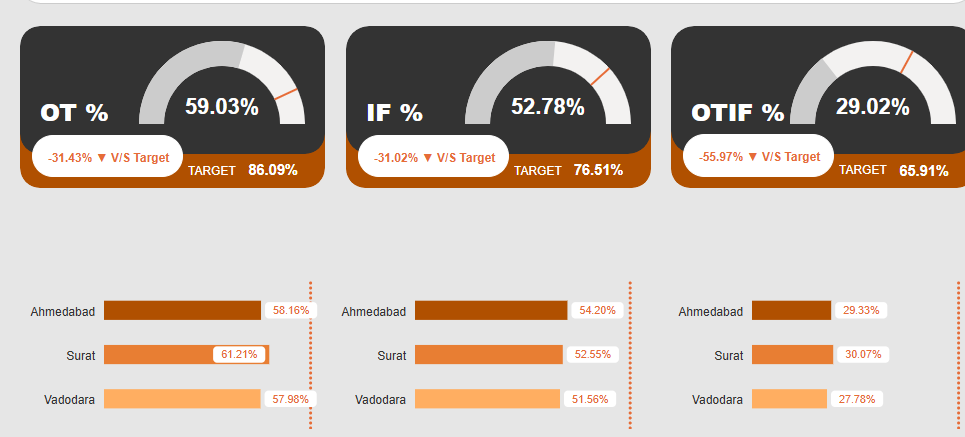 OT %
59.03%
-31.43% ▼ V/S Target
TARGET 86.09%
IF %
52.78%
-31.02% ▼ V/S Target
TARGET 76.51%
OTIF %
29.02%
-55.97% ▼ V/S Target
TARGET 65.91%
Ahmedabad 58.16%
Surat 61.21%
Vadodara 57.98%
Ahmedabad 54.20%
Surat 52.55%
Vadodara 51.56%
Ahmedabad 29.33%
Surat 30.07%
Vadodara 27.78%